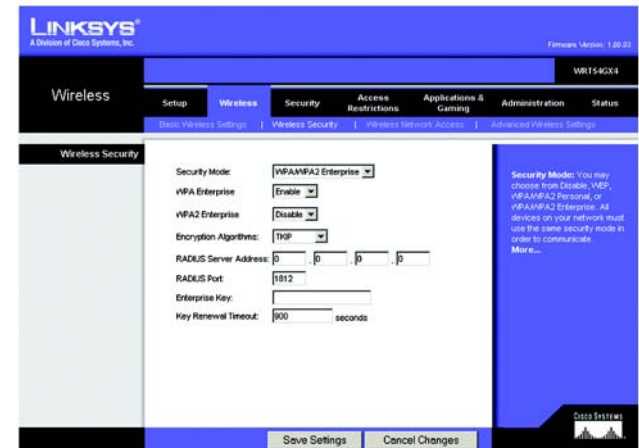 LINKSYS®
A Division of Cisco Systems, Inc.
Firmware Version: 1.00.03
WRT54GX4
Wireless
Setup Wireless Security Access Restrictions Applications & Gaming Administration Status
Basic Wireless Settings | Wireless Security | Wireless Network Access | Advanced Wireless Settings
Wireless Security
Security Mode: WPA/WPA2 Enterprise
WPA Enterprise Enable
WPA2 Enterprise Disable
Encryption Algorithms: TKIP
RADIUS Server Address: 0 . 0 . 0 . 0
RADIUS Port: 1812
Enterprise Key:
Key Renewal Timeout: 900 seconds
Security Mode: You may
choose from Disable, WEP,
WPA/WPA2 Personal, or
WPA/WPA2 Enterprise. All
devices on your network must
use the same security mode in
order to communicate.
More...
CISCO SYSTEMS
Save Settings Cancel Changes